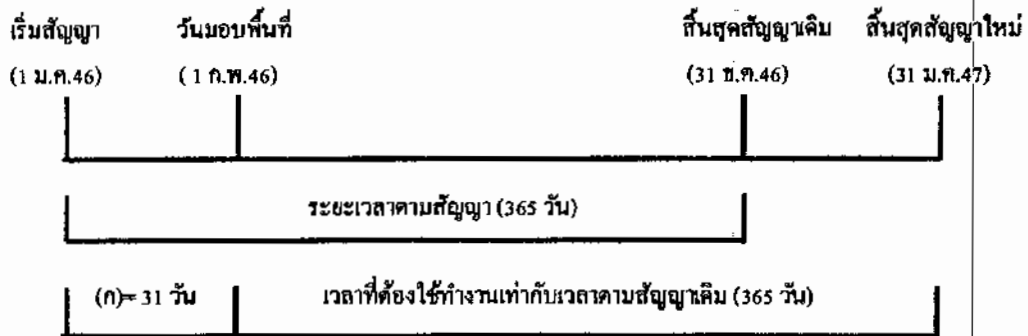 เริ่มสัญญา วันมอบพื้นที่ สิ้นสุดสัญญาเดิม สิ้นสุดสัญญาใหม่
(1 ม.ค.46) (1 ก.พ.46) (31 ธ.ค.46) (31 ม.ค.47)
ระยะเวลาตามสัญญา (365 วัน)
(ก)= 31 วัน เวลาที่ต้องใช้ทำงานเท่ากับเวลาตามสัญญาเดิม (365 วัน)